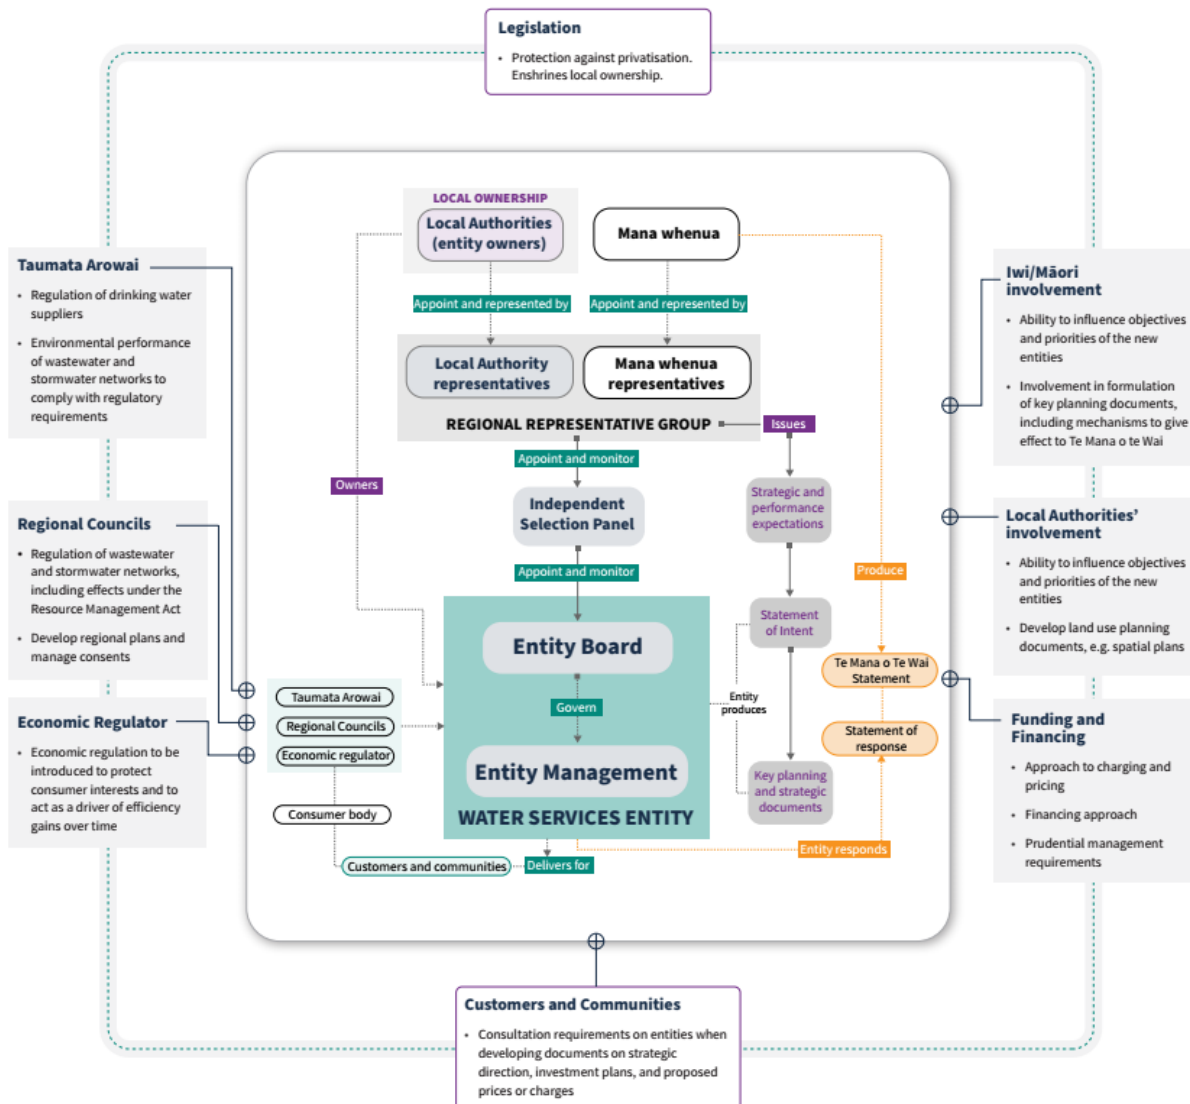 Legislation
• Protection against privatisation.
Enshrines local ownership.
LOCAL OWNERSHIP
Local Authorities
(entity owners)
Mana whenua
Appoint and represented by
Appoint and represented by
Local Authority
representatives
Mana whenua
representatives
REGIONAL REPRESENTATIVE GROUP
Issues
Appoint and monitor
Owners
Independent
Selection Panel
Strategic and
performance
expectations
Appoint and monitor
Produce
Entity Board
Statement
of Intent
Te Mana o Te Wai
Statement
Govern
Entity
produces
Statement of
response
Entity Management
Key planning
and strategic
documents
WATER SERVICES ENTITY
Taumata Arowai
Regional Councils
Economic regulator
Consumer body
Customers and communities
Delivers for
Entity responds
Taumata Arowai
• Regulation of drinking water
suppliers
• Environmental performance
of wastewater and
stormwater networks to
comply with regulatory
requirements
Regional Councils
• Regulation of wastewater
and stormwater networks,
including effects under the
Resource Management Act
• Develop regional plans and
manage consents
Economic Regulator
• Economic regulation to be
introduced to protect
consumer interests and to
act as a driver of efficiency
gains over time
Iwi/Māori
involvement
• Ability to influence objectives
and priorities of the new
entities
• Involvement in formulation
of key planning documents,
including mechanisms to give
effect to Te Mana o te Wai
Local Authorities’
involvement
• Ability to influence objectives
and priorities of the new
entities
• Develop land use planning
documents, e.g. spatial plans
Funding and
Financing
• Approach to charging and
pricing
• Financing approach
• Prudential management
requirements
Customers and Communities
• Consultation requirements on entities when
developing documents on strategic
direction, investment plans, and proposed
prices or charges